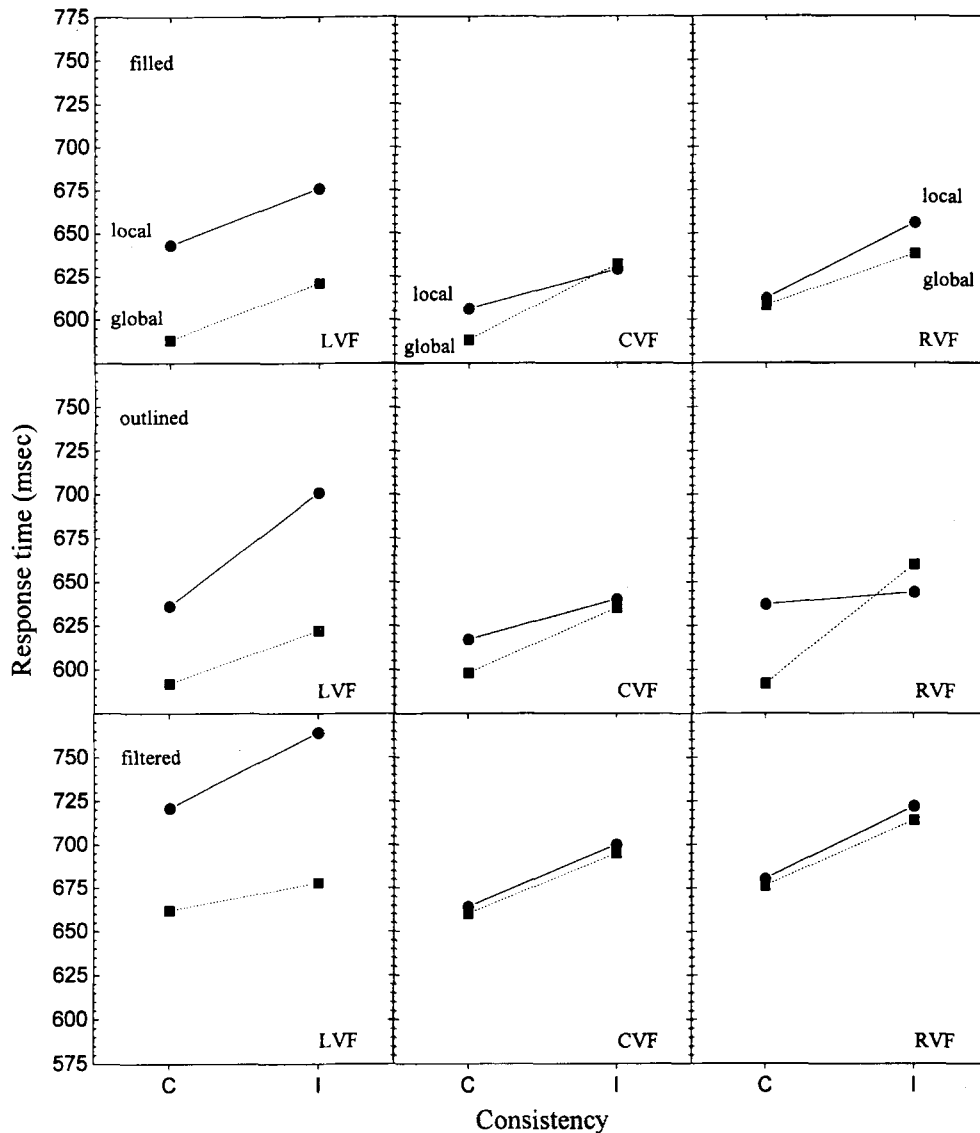 775
750
725
700
675
650
625
600
filled
local
global
LVF
local
global
CVF
local
global
RVF
Response time (msec)
750
725
700
675
650
625
600
outlined
LVF
CVF
RVF
750
725
700
675
650
625
600
575
filtered
LVF
CVF
RVF
C I C I C I
Consistency